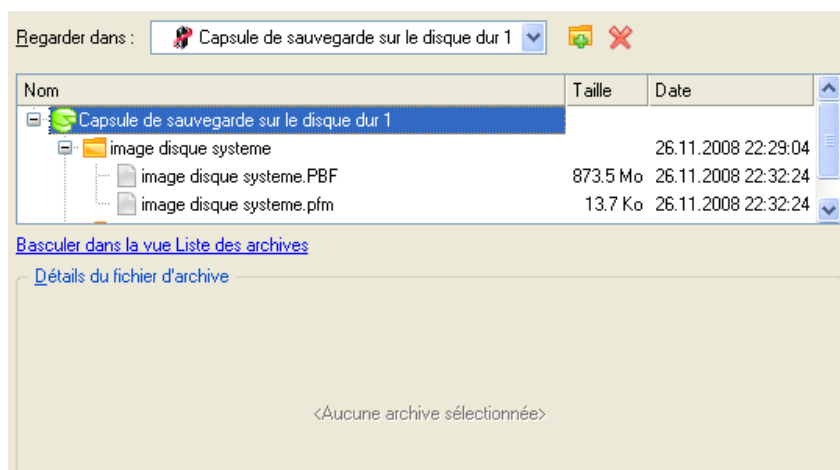 Regarder dans : Capsule de sauvegarde sur le disque dur 1
Nom Taille Date
Capsule de sauvegarde sur le disque dur 1
image disque systeme 26.11.2008 22:29:04
image disque systeme.PBF 873.5 Mo 26.11.2008 22:32:24
image disque systeme.pfm 13.7 Ko 26.11.2008 22:32:24
Basculer dans la vue Liste des archives
Détails du fichier d'archive
<Aucune archive sélectionnée>